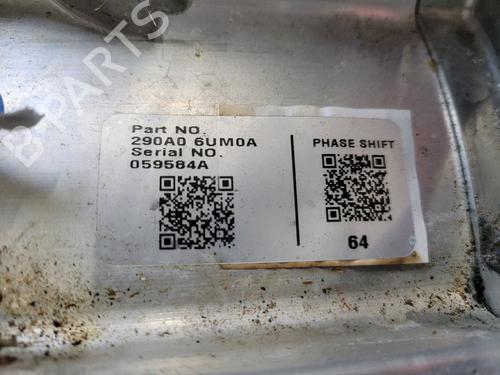 B-PARTS
Part NO.
290A0 6UM0A
Serial NO.
059584A
PHASE SHIFT
64